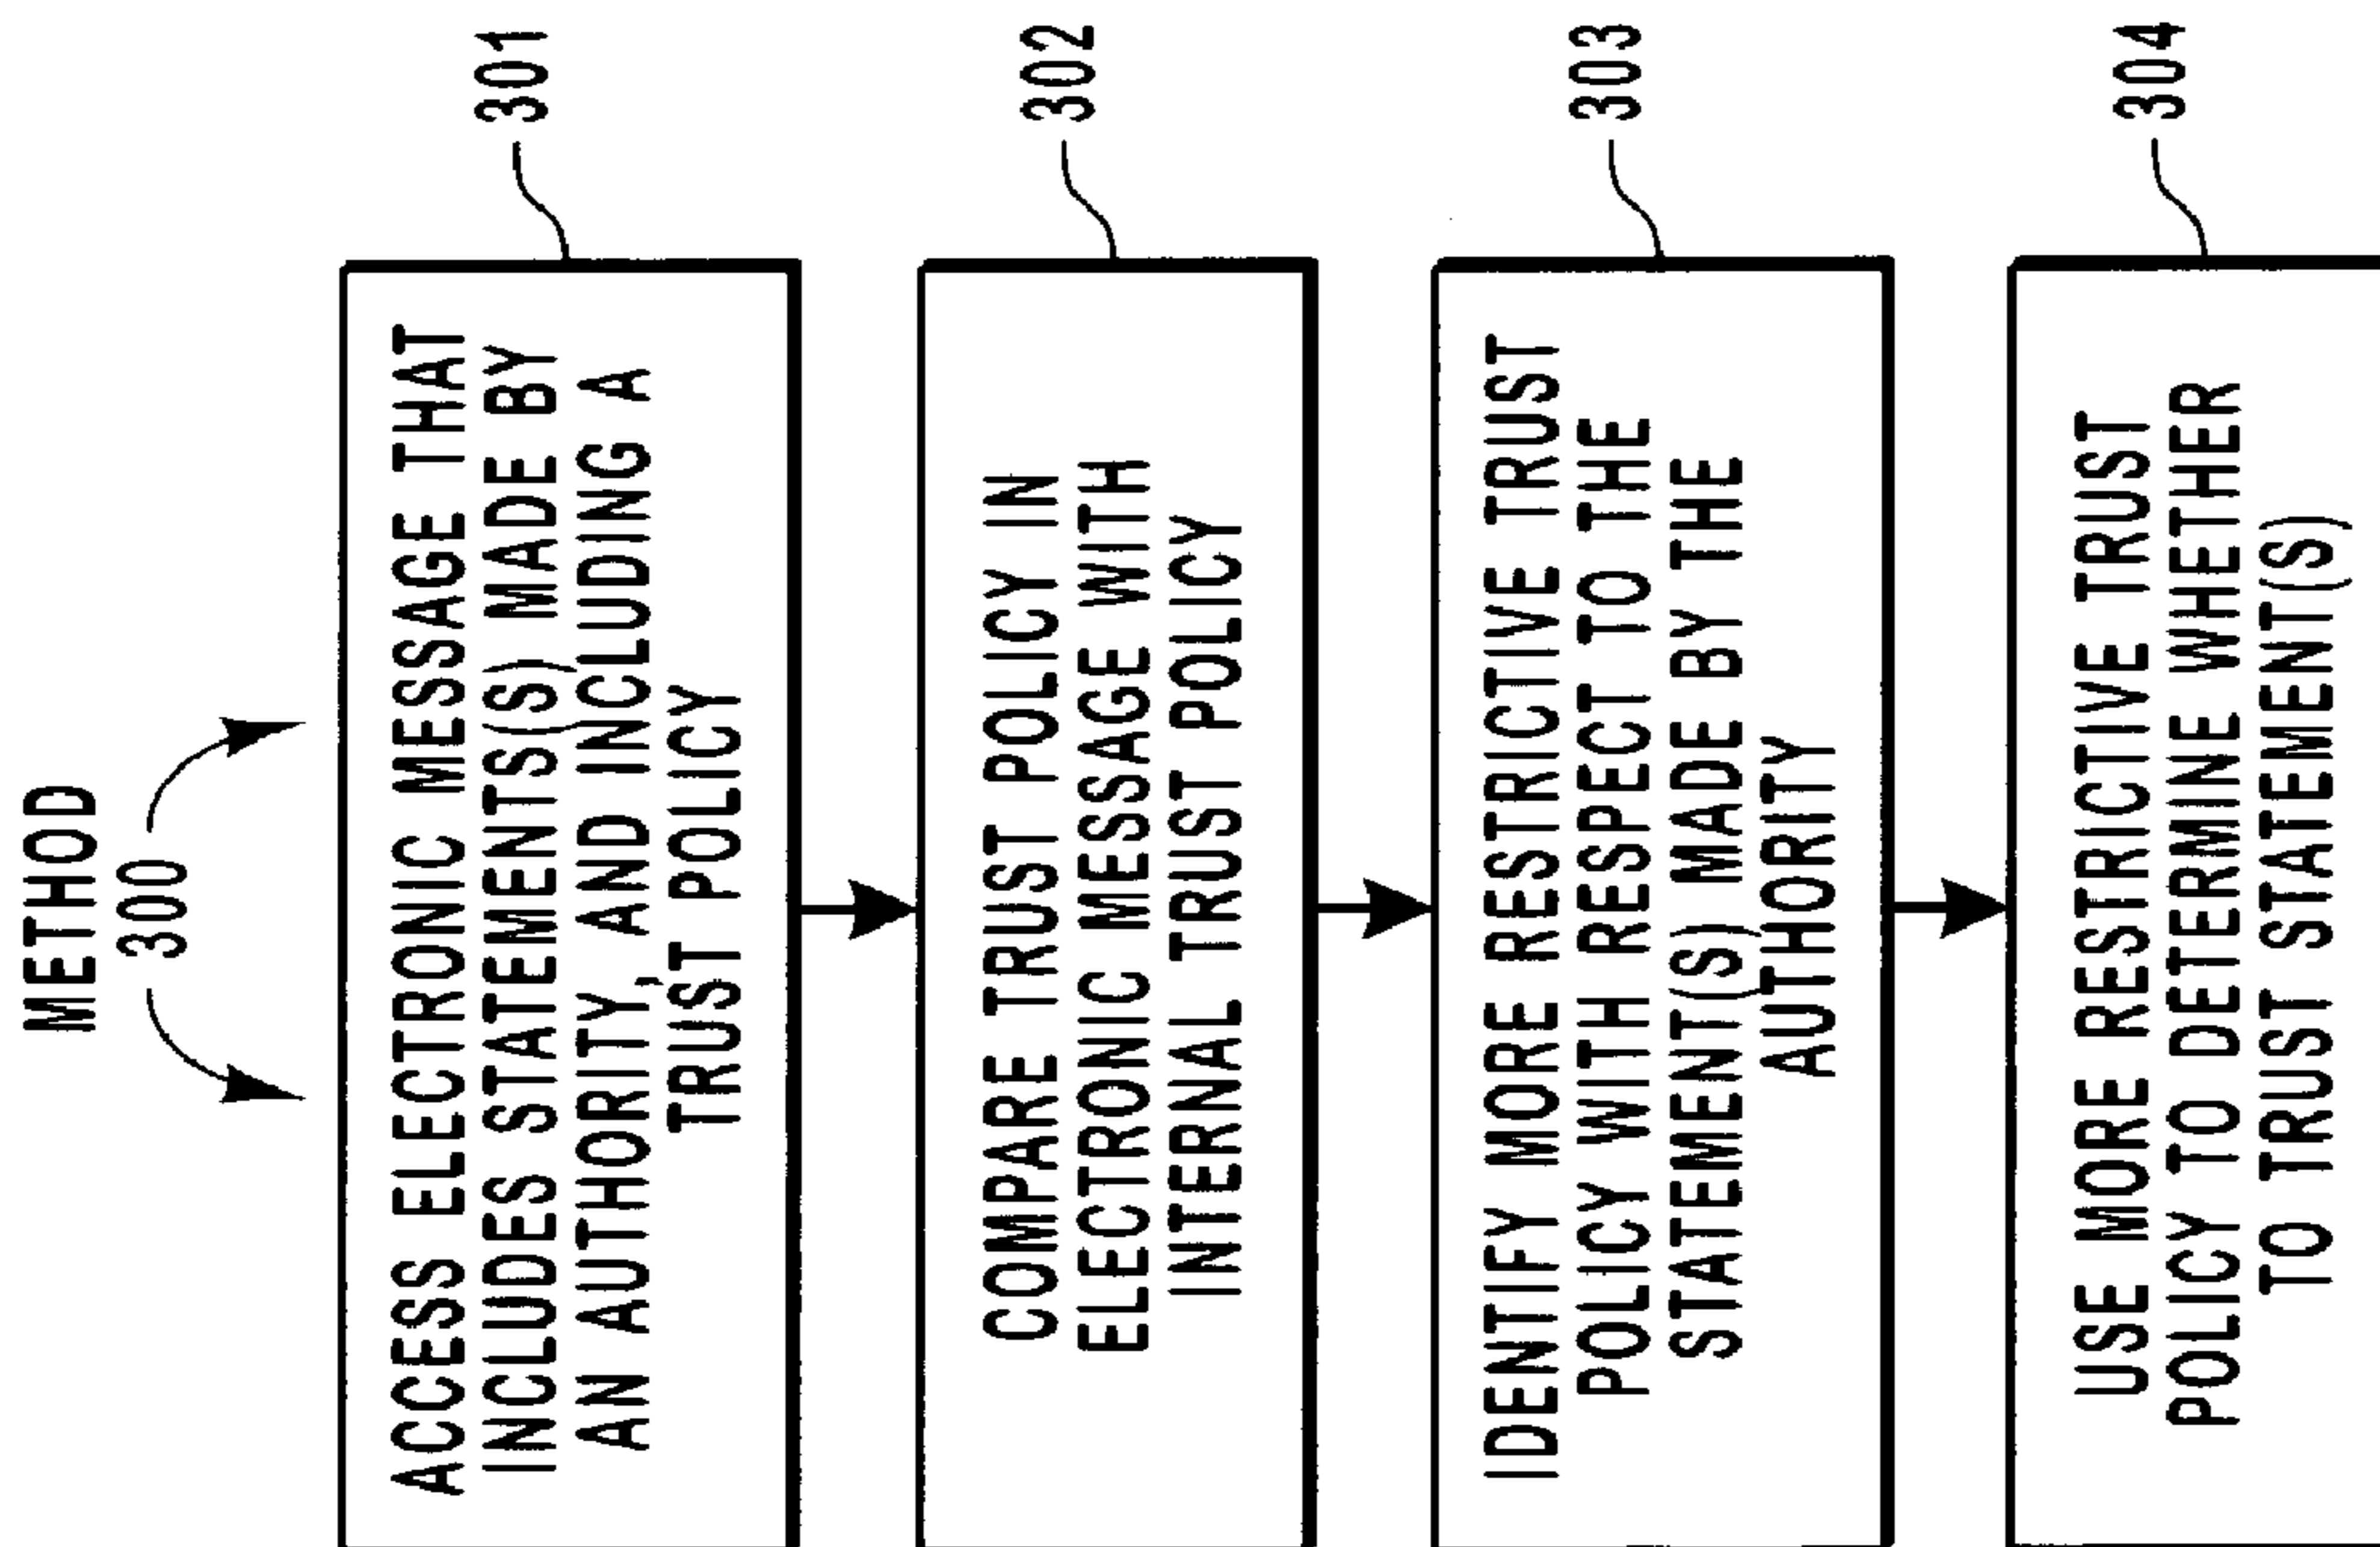 METHOD
300
ACCESS ELECTRONIC MESSAGE THAT
INCLUDES STATEMENTS(S) MADE BY
AN AUTHORITY, AND INCLUDING A
TRUST POLICY
301
COMPARE TRUST POLICY IN
ELECTRONIC MESSAGE WITH
INTERNAL TRUST POLICY
302
IDENTIFY MORE RESTRICTIVE TRUST
POLICY WITH RESPECT TO THE
STATEMENT(S) MADE BY THE
AUTHORITY
303
USE MORE RESTRICTIVE TRUST
POLICY TO DETERMINE WHETHER
TO TRUST STATEMENT(S)
304